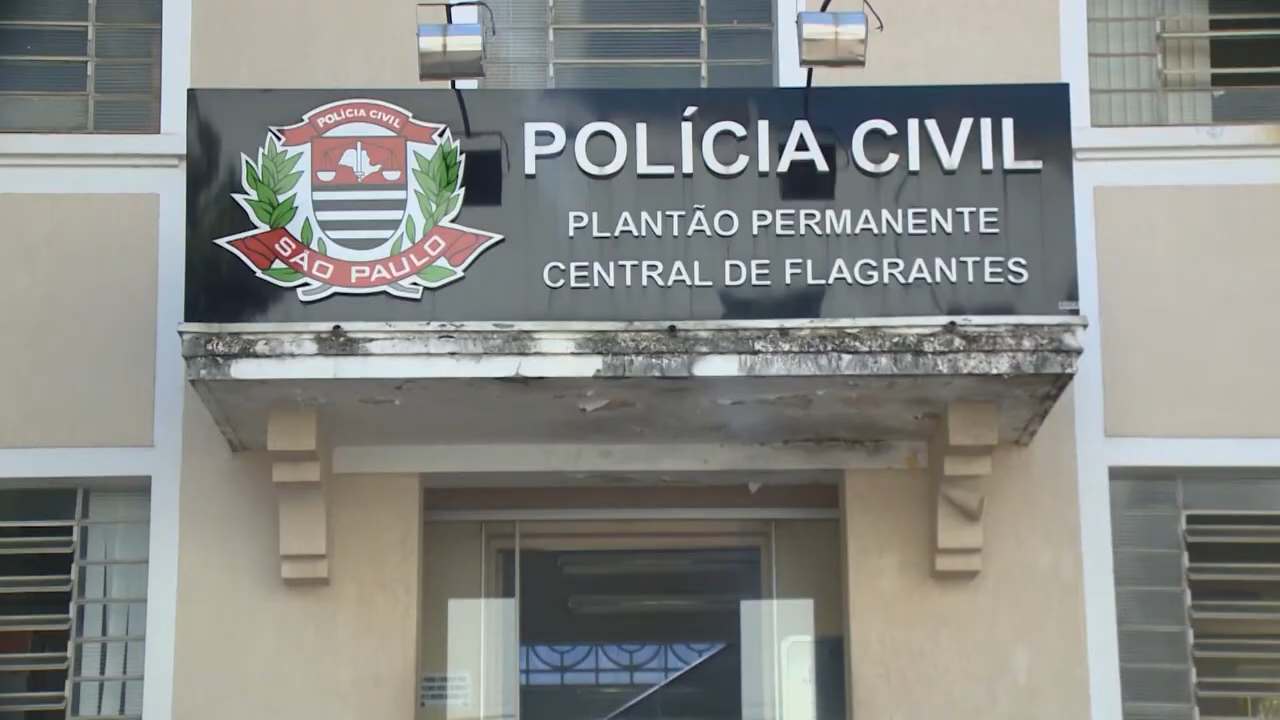 POLÍCIA CIVIL
SÃO PAULO
POLÍCIA CIVIL
PLANTÃO PERMANENTE
CENTRAL DE FLAGRANTES